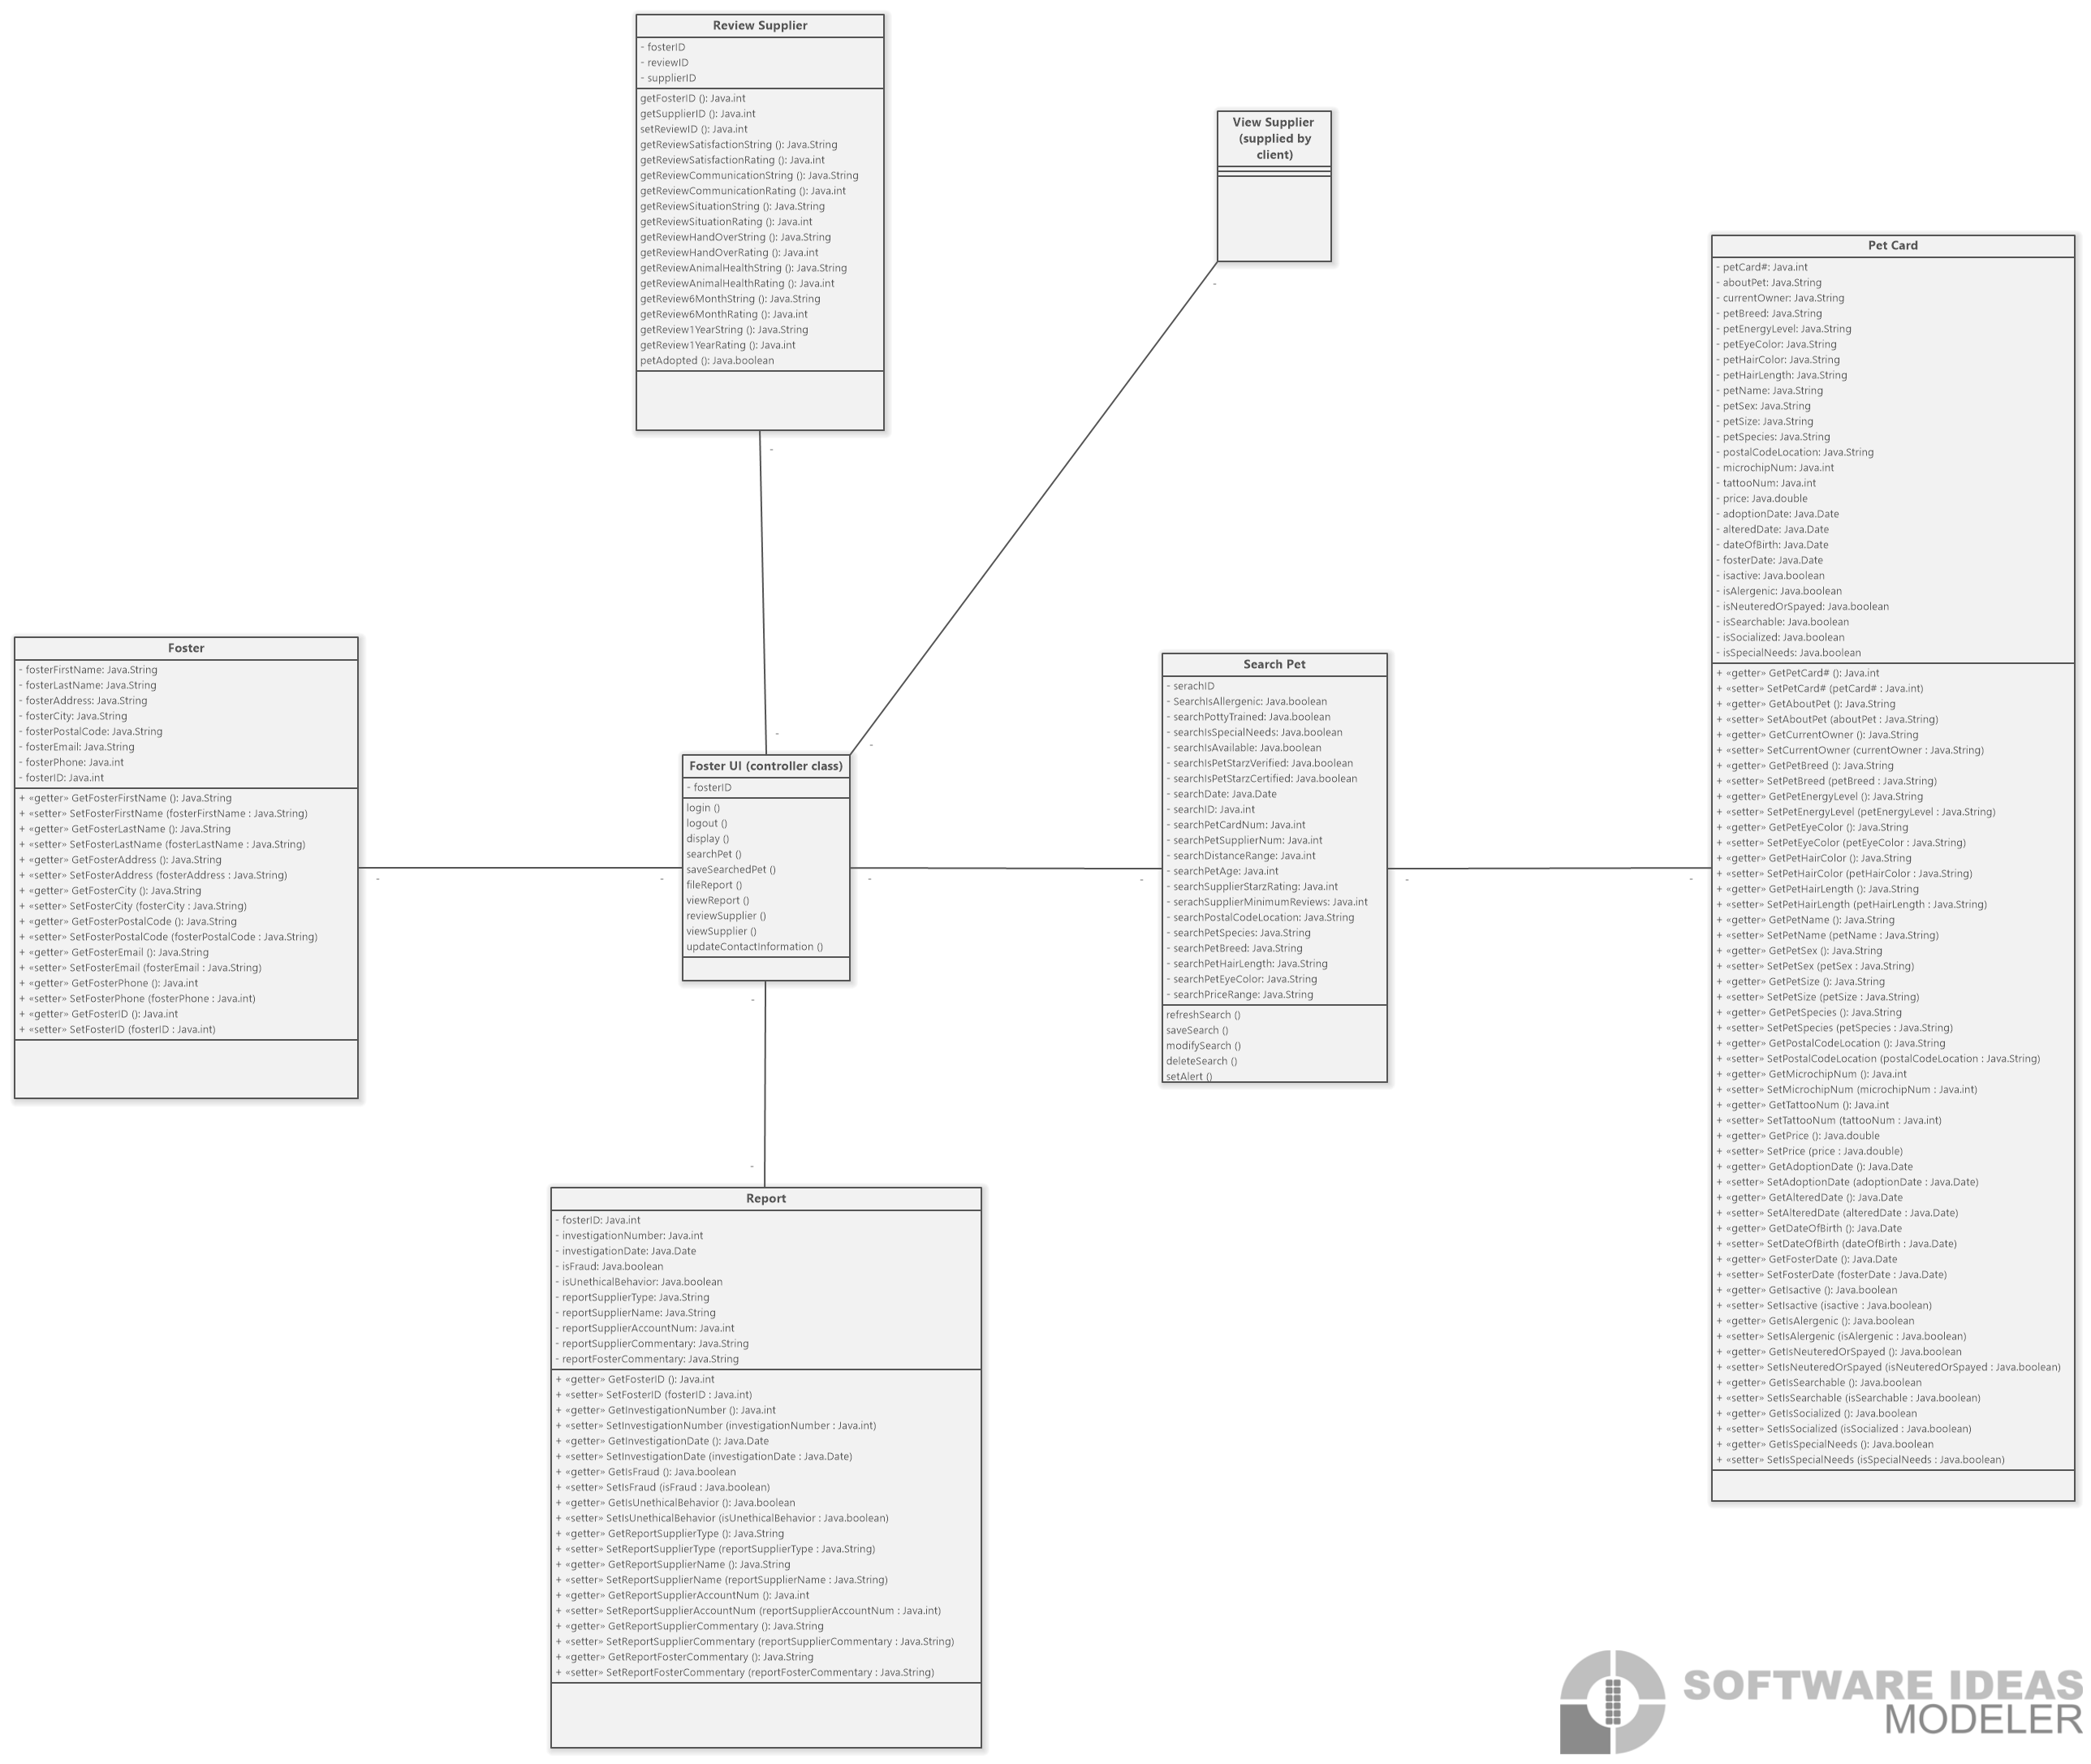 Review Supplier
- fosterID
- reviewID
- supplierID
getFosterID (): Java.int
getSupplierID (): Java.int
setReviewID (): Java.int
getReviewSatisfactionString (): Java.String
getReviewSatisfactionRating (): Java.int
getReviewCommunicationString (): Java.String
getReviewCommunicationRating (): Java.int
getReviewSituationString (): Java.String
getReviewSituationRating (): Java.int
getReviewHandOverString (): Java.String
getReviewHandOverRating (): Java.int
getReviewAnimalHealthString (): Java.String
getReviewAnimalHealthRating (): Java.int
getReview6MonthString (): Java.String
getReview6MonthRating (): Java.int
getReview1YearString (): Java.String
getReview1YearRating (): Java.int
petAdopted (): Java.boolean
View Supplier
(supplied by
client)
Foster
- fosterFirstName: Java.String
- fosterLastName: Java.String
- fosterAddress: Java.String
- fosterCity: Java.String
- fosterPostalCode: Java.String
- fosterEmail: Java.String
- fosterPhone: Java.int
- fosterID: Java.int
+ «getter» GetFosterFirstName (): Java.String
+ «setter» SetFosterFirstName (fosterFirstName : Java.String)
+ «getter» GetFosterLastName (): Java.String
+ «setter» SetFosterLastName (fosterLastName : Java.String)
+ «getter» GetFosterAddress (): Java.String
+ «setter» SetFosterAddress (fosterAddress : Java.String)
+ «getter» GetFosterCity (): Java.String
+ «setter» SetFosterCity (fosterCity : Java.String)
+ «getter» GetFosterPostalCode (): Java.String
+ «setter» SetFosterPostalCode (fosterPostalCode : Java.String)
+ «getter» GetFosterEmail (): Java.String
+ «setter» SetFosterEmail (fosterEmail : Java.String)
+ «getter» GetFosterPhone (): Java.int
+ «setter» SetFosterPhone (fosterPhone : Java.int)
+ «getter» GetFosterID (): Java.int
+ «setter» SetFosterID (fosterID : Java.int)
Foster UI (controller class)
- fosterID
login ()
logout ()
display ()
searchPet ()
saveSearchedPet ()
fileReport ()
viewReport ()
reviewSupplier ()
viewSupplier ()
updateContactInformation ()
Search Pet
- serachID
- SearchIsAllergenic: Java.boolean
- searchPottyTrained: Java.boolean
- searchIsSpecialNeeds: Java.boolean
- searchIsAvailable: Java.boolean
- searchIsPetStarzVerified: Java.boolean
- searchIsPetStarzCertified: Java.boolean
- searchDate: Java.Date
- searchID: Java.int
- searchPetCardNum: Java.int
- searchPetSupplierNum: Java.int
- searchDistanceRange: Java.int
- searchPetAge: Java.int
- searchSupplierStarzRating: Java.int
- serachSupplierMinimumReviews: Java.int
- searchPostalCodeLocation: Java.String
- searchPetSpecies: Java.String
- searchPetBreed: Java.String
- searchPetHairLength: Java.String
- searchPetEyeColor: Java.String
- searchPriceRange: Java.String
refreshSearch ()
saveSearch ()
modifySearch ()
deleteSearch ()
setAlert ()
Pet Card
- petCard#: Java.int
- aboutPet: Java.String
- currentOwner: Java.String
- petBreed: Java.String
- petEnergyLevel: Java.String
- petEyeColor: Java.String
- petHairColor: Java.String
- petHairLength: Java.String
- petName: Java.String
- petSex: Java.String
- petSize: Java.String
- petSpecies: Java.String
- postalCodeLocation: Java.String
- microchipNum: Java.int
- tattooNum: Java.int
- price: Java.double
- adoptionDate: Java.Date
- alteredDate: Java.Date
- dateOfBirth: Java.Date
- fosterDate: Java.Date
- isactive: Java.boolean
- isAlergenic: Java.boolean
- isNeuteredOrSpayed: Java.boolean
- isSearchable: Java.boolean
- isSocialized: Java.boolean
- isSpecialNeeds: Java.boolean
+ «getter» GetPetCard# (): Java.int
+ «setter» SetPetCard# (petCard# : Java.int)
+ «getter» GetAboutPet (): Java.String
+ «setter» SetAboutPet (aboutPet : Java.String)
+ «getter» GetCurrentOwner (): Java.String
+ «setter» SetCurrentOwner (currentOwner : Java.String)
+ «getter» GetPetBreed (): Java.String
+ «setter» SetPetBreed (petBreed : Java.String)
+ «getter» GetPetEnergyLevel (): Java.String
+ «setter» SetPetEnergyLevel (petEnergyLevel : Java.String)
+ «getter» GetPetEyeColor (): Java.String
+ «setter» SetPetEyeColor (petEyeColor : Java.String)
+ «getter» GetPetHairColor (): Java.String
+ «setter» SetPetHairColor (petHairColor : Java.String)
+ «getter» GetPetHairLength (): Java.String
+ «setter» SetPetHairLength (petHairLength : Java.String)
+ «getter» GetPetName (): Java.String
+ «setter» SetPetName (petName : Java.String)
+ «getter» GetPetSex (): Java.String
+ «setter» SetPetSex (petSex : Java.String)
+ «getter» GetPetSize (): Java.String
+ «setter» SetPetSize (petSize : Java.String)
+ «getter» GetPetSpecies (): Java.String
+ «setter» SetPetSpecies (petSpecies : Java.String)
+ «getter» GetPostalCodeLocation (): Java.String
+ «setter» SetPostalCodeLocation (postalCodeLocation : Java.String)
+ «getter» GetMicrochipNum (): Java.int
+ «setter» SetMicrochipNum (microchipNum : Java.int)
+ «getter» GetTattooNum (): Java.int
+ «setter» SetTattooNum (tattooNum : Java.int)
+ «getter» GetPrice (): Java.double
+ «setter» SetPrice (price : Java.double)
+ «getter» GetAdoptionDate (): Java.Date
+ «setter» SetAdoptionDate (adoptionDate : Java.Date)
+ «getter» GetAlteredDate (): Java.Date
+ «setter» SetAlteredDate (alteredDate : Java.Date)
+ «getter» GetDateOfBirth (): Java.Date
+ «setter» SetDateOfBirth (dateOfBirth : Java.Date)
+ «getter» GetFosterDate (): Java.Date
+ «setter» SetFosterDate (fosterDate : Java.Date)
+ «getter» GetIsactive (): Java.boolean
+ «setter» SetIsactive (isactive : Java.boolean)
+ «getter» GetIsAlergenic (): Java.boolean
+ «setter» SetIsAlergenic (isAlergenic : Java.boolean)
+ «getter» GetIsNeuteredOrSpayed (): Java.boolean
+ «setter» SetIsNeuteredOrSpayed (isNeuteredOrSpayed : Java.boolean)
+ «getter» GetIsSearchable (): Java.boolean
+ «setter» SetIsSearchable (isSearchable : Java.boolean)
+ «getter» GetIsSocialized (): Java.boolean
+ «setter» SetIsSocialized (isSocialized : Java.boolean)
+ «getter» GetIsSpecialNeeds (): Java.boolean
+ «setter» SetIsSpecialNeeds (isSpecialNeeds : Java.boolean)
Report
- fosterID: Java.int
- investigationNumber: Java.int
- investigationDate: Java.Date
- isFraud: Java.boolean
- isUnethicalBehavior: Java.boolean
- reportSupplierType: Java.String
- reportSupplierName: Java.String
- reportSupplierAccountNum: Java.int
- reportSupplierCommentary: Java.String
- reportFosterCommentary: Java.String
+ «getter» GetFosterID (): Java.int
+ «setter» SetFosterID (fosterID : Java.int)
+ «getter» GetInvestigationNumber (): Java.int
+ «setter» SetInvestigationNumber (investigationNumber : Java.int)
+ «getter» GetInvestigationDate (): Java.Date
+ «setter» SetInvestigationDate (investigationDate : Java.Date)
+ «getter» GetIsFraud (): Java.boolean
+ «setter» SetIsFraud (isFraud : Java.boolean)
+ «getter» GetIsUnethicalBehavior (): Java.boolean
+ «setter» SetIsUnethicalBehavior (isUnethicalBehavior : Java.boolean)
+ «getter» GetReportSupplierType (): Java.String
+ «setter» SetReportSupplierType (reportSupplierType : Java.String)
+ «getter» GetReportSupplierName (): Java.String
+ «setter» SetReportSupplierName (reportSupplierName : Java.String)
+ «getter» GetReportSupplierAccountNum (): Java.int
+ «setter» SetReportSupplierAccountNum (reportSupplierAccountNum : Java.int)
+ «getter» GetReportSupplierCommentary (): Java.String
+ «setter» SetReportSupplierCommentary (reportSupplierCommentary : Java.String)
+ «getter» GetReportFosterCommentary (): Java.String
+ «setter» SetReportFosterCommentary (reportFosterCommentary : Java.String)
SOFTWARE IDEAS
MODELER